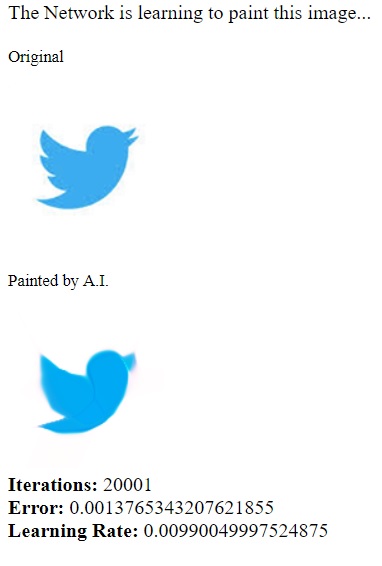 The Network is learning to paint this image...
Original
Painted by A.I.
Iterations: 20001
Error: 0.0013765343207621855
Learning Rate: 0.00990049997524875